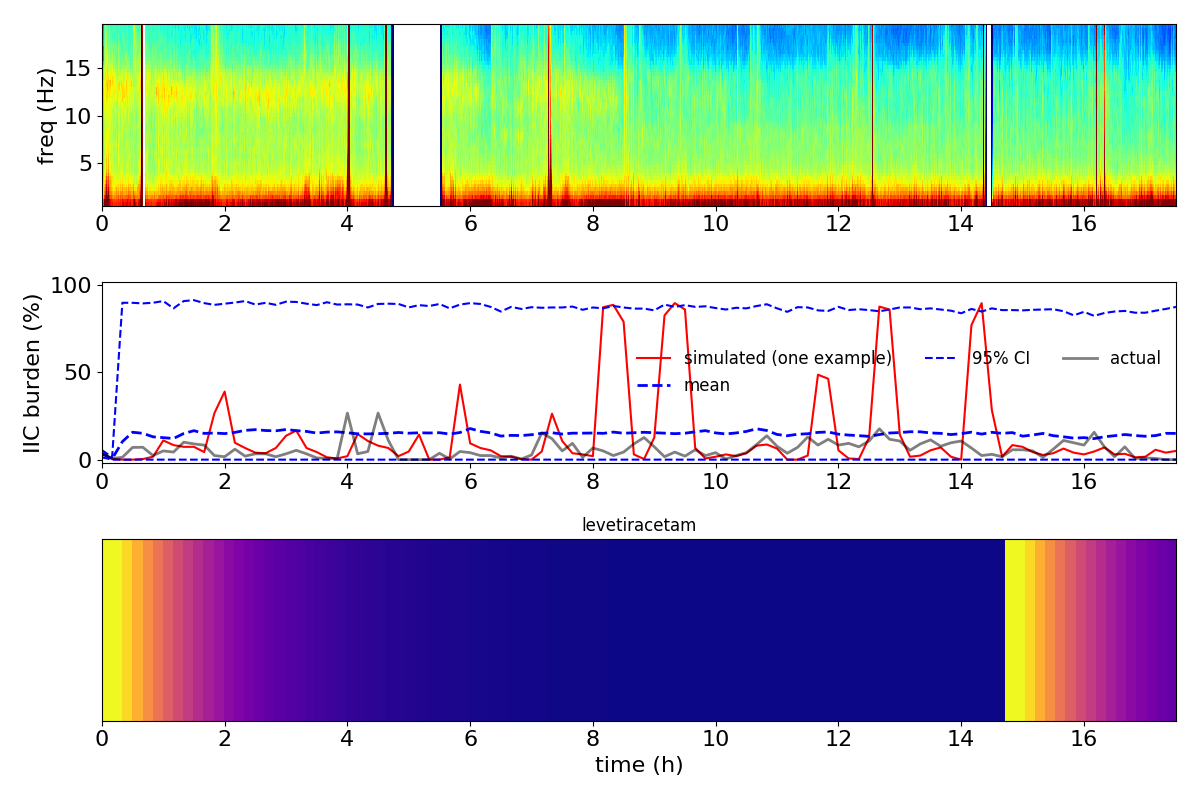 freq (Hz)
15
10
5
0 2 4 6 8 10 12 14 16
IIC burden (%)
100
50
0
simulated (one example) 95% CI actual
mean
0 2 4 6 8 10 12 14 16
levetiracetam
0 2 4 6 8 10 12 14 16
time (h)